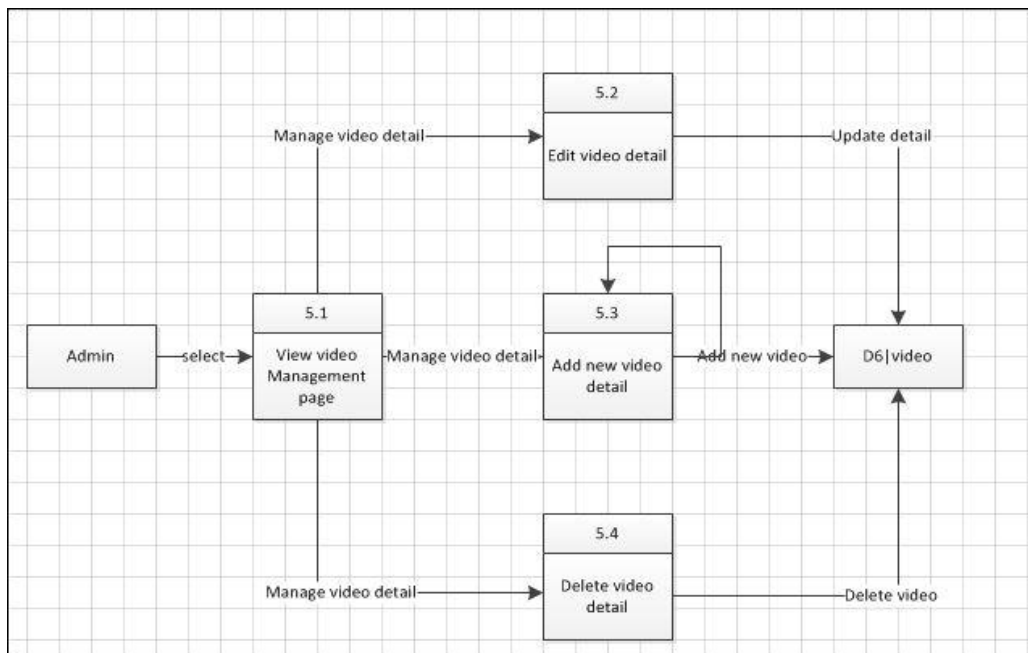 5.2
Manage video detail
Edit video detail
Update detail
5.1
5.3
Admin
select
View video
Management
page
Manage video detail
Add new video
detail
Add new video
D6|video
5.4
Manage video detail
Delete video
detail
Delete video